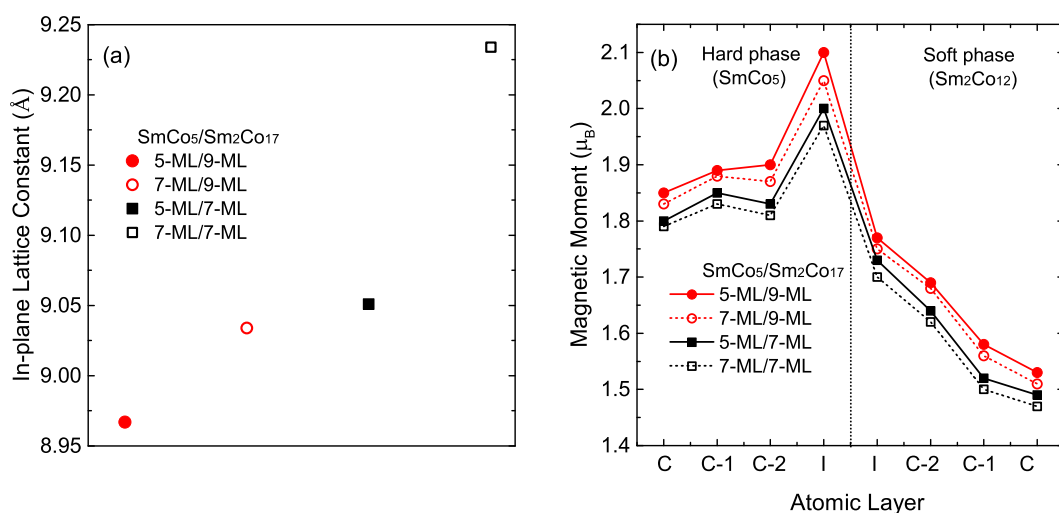 (a)
In-plane Lattice Constant (Å)
9.25
9.20
9.15
9.10
9.05
9.00
8.95
SmCo₅/Sm₂Co₁₇
5-ML/9-ML
7-ML/9-ML
5-ML/7-ML
7-ML/7-ML
(b)
Magnetic Moment (μ_B)
2.1
2.0
1.9
1.8
1.7
1.6
1.5
1.4
Hard phase
(SmCo₅)
Soft phase
(Sm₂Co₁₂)
SmCo₅/Sm₂Co₁₇
5-ML/9-ML
7-ML/9-ML
5-ML/7-ML
7-ML/7-ML
C C-1 C-2 I I C-2 C-1 C
Atomic Layer